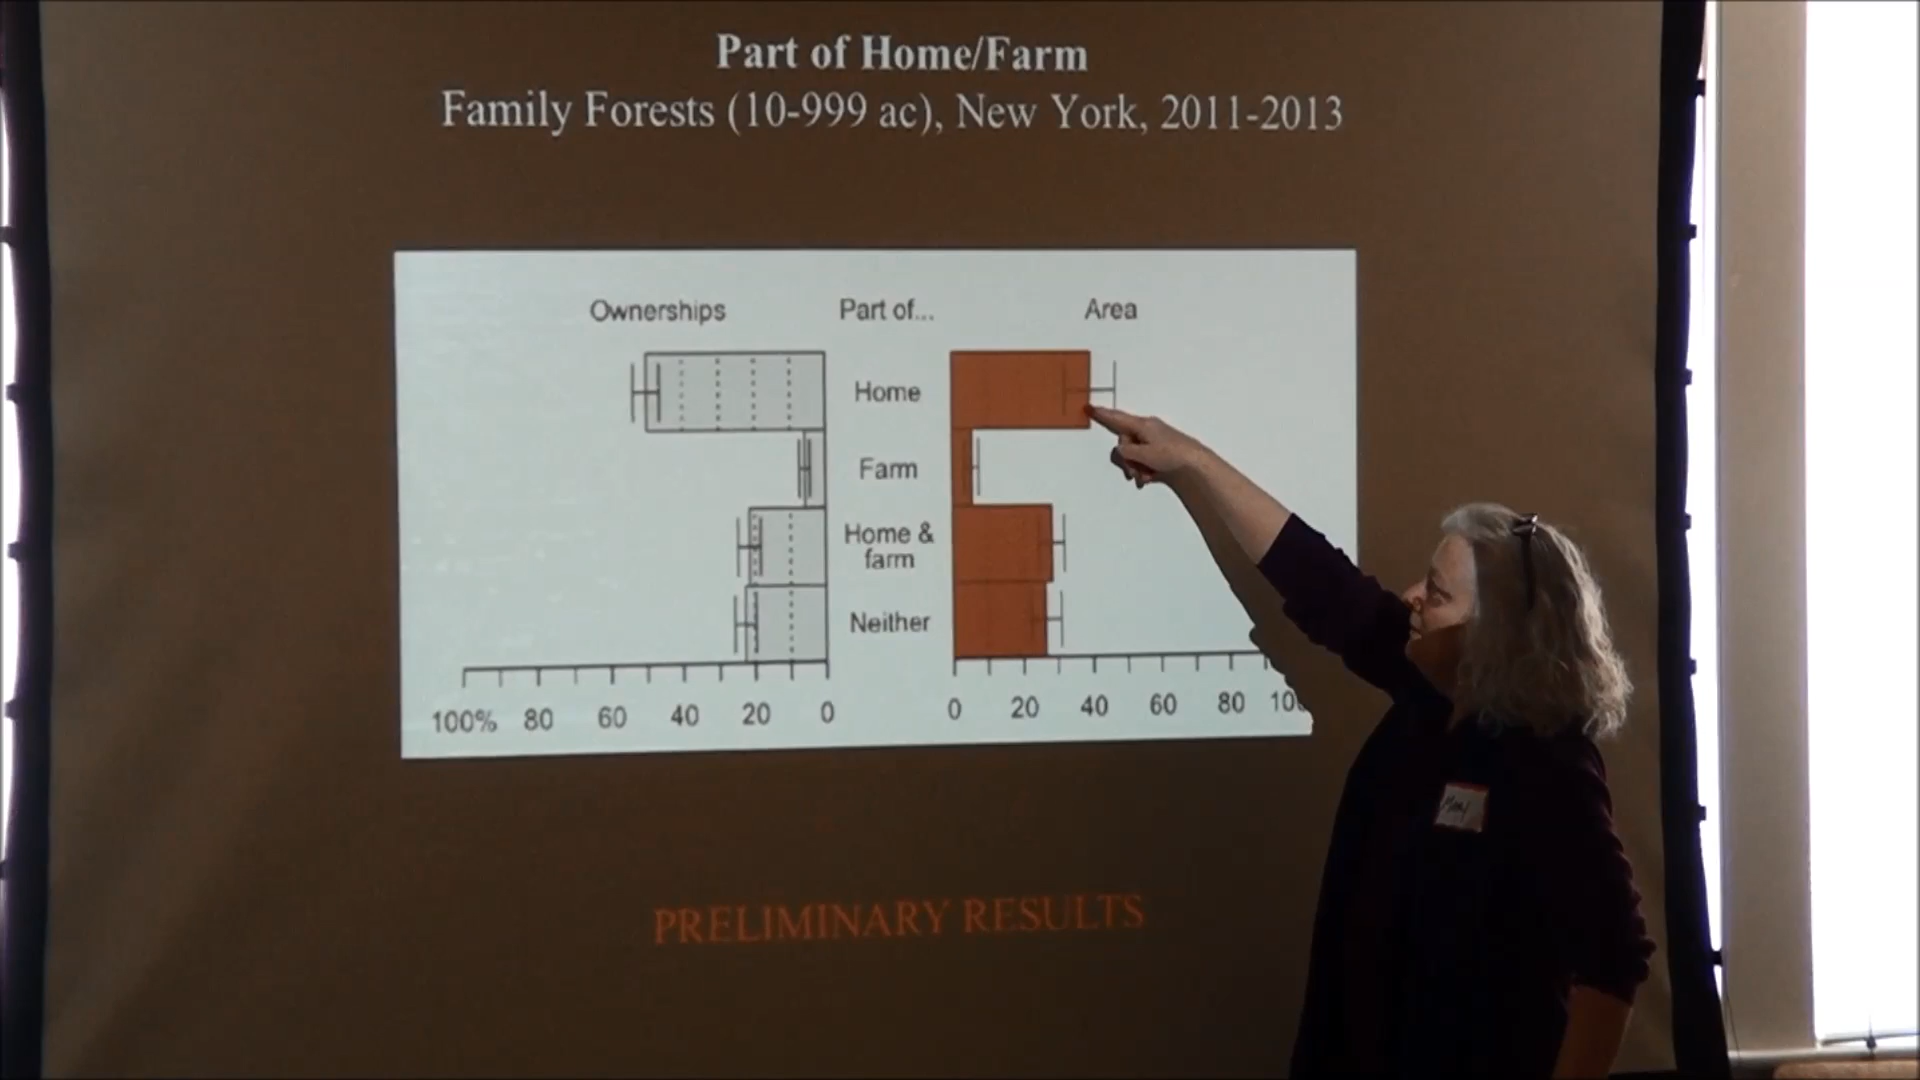 Part of Home/Farm
Family Forests (10-999 ac), New York, 2011-2013
Ownerships Part of... Area
Home
Farm
Home &
farm
Neither
100% 80 60 40 20 0 0 20 40 60 80
PRELIMINARY RESULTS